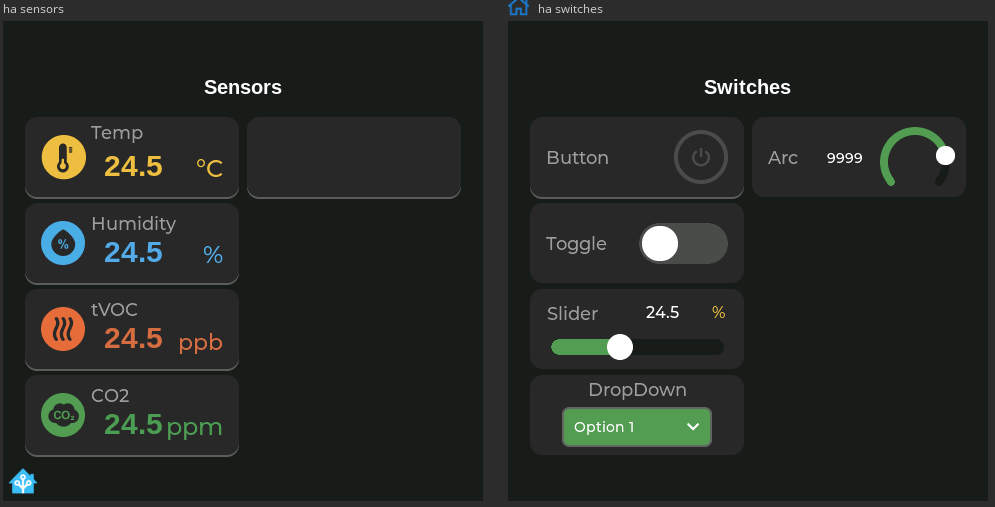 ha sensors
Sensors
Temp
24.5 °C
Humidity
%
24.5 %
tVOC
24.5 ppb
CO2
CO₂
24.5 ppm
ha switches
Switches
Button
Arc 9999
Toggle
Slider 24.5 %
DropDown
Option 1